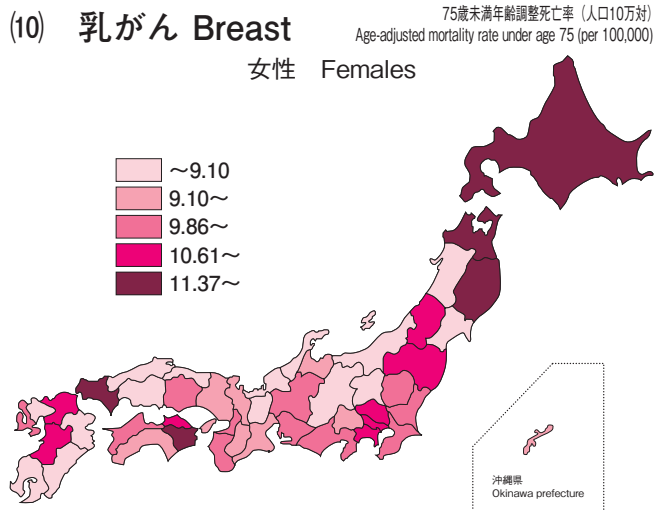 (10) 乳がん Breast
75歳未満年齢調整死亡率（人口10万対）
Age-adjusted mortality rate under age 75 (per 100,000)
女性 Females
～9.10
9.10～
9.86～
10.61～
11.37～
沖縄県
Okinawa prefecture